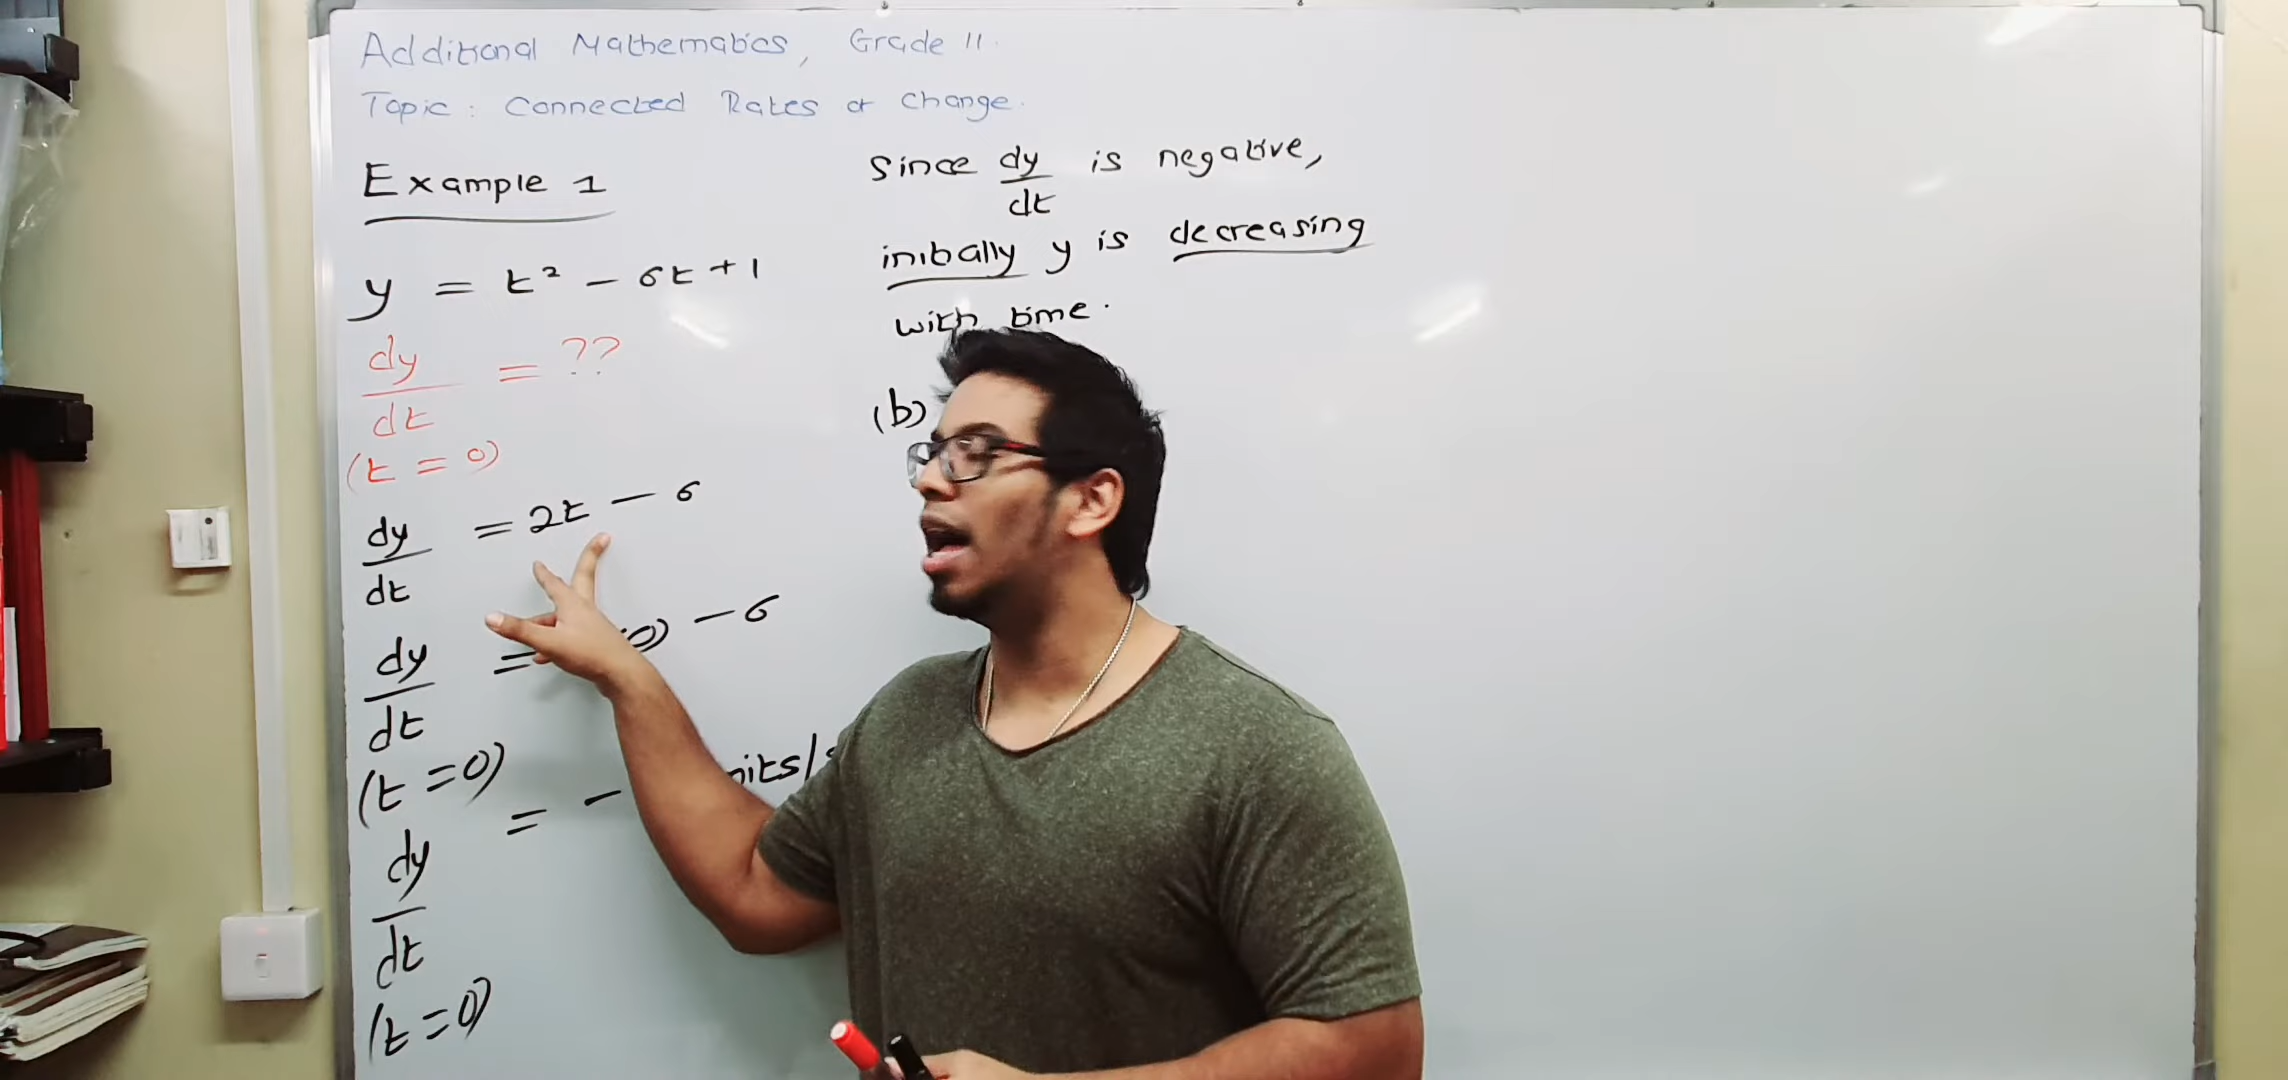 Additional Mathematics, Grade 11.
Topic: Connected Rates of Change.
Example 1
y = t² - 6t + 1
dy/dt = ??
(t = 0)
dy/dt = 2t - 6
dy/dt = (0) - 6
(t = 0)
dy/dt = -
(t = 0)
Since dy/dt is negative,
initially y is decreasing
with time.
(b)